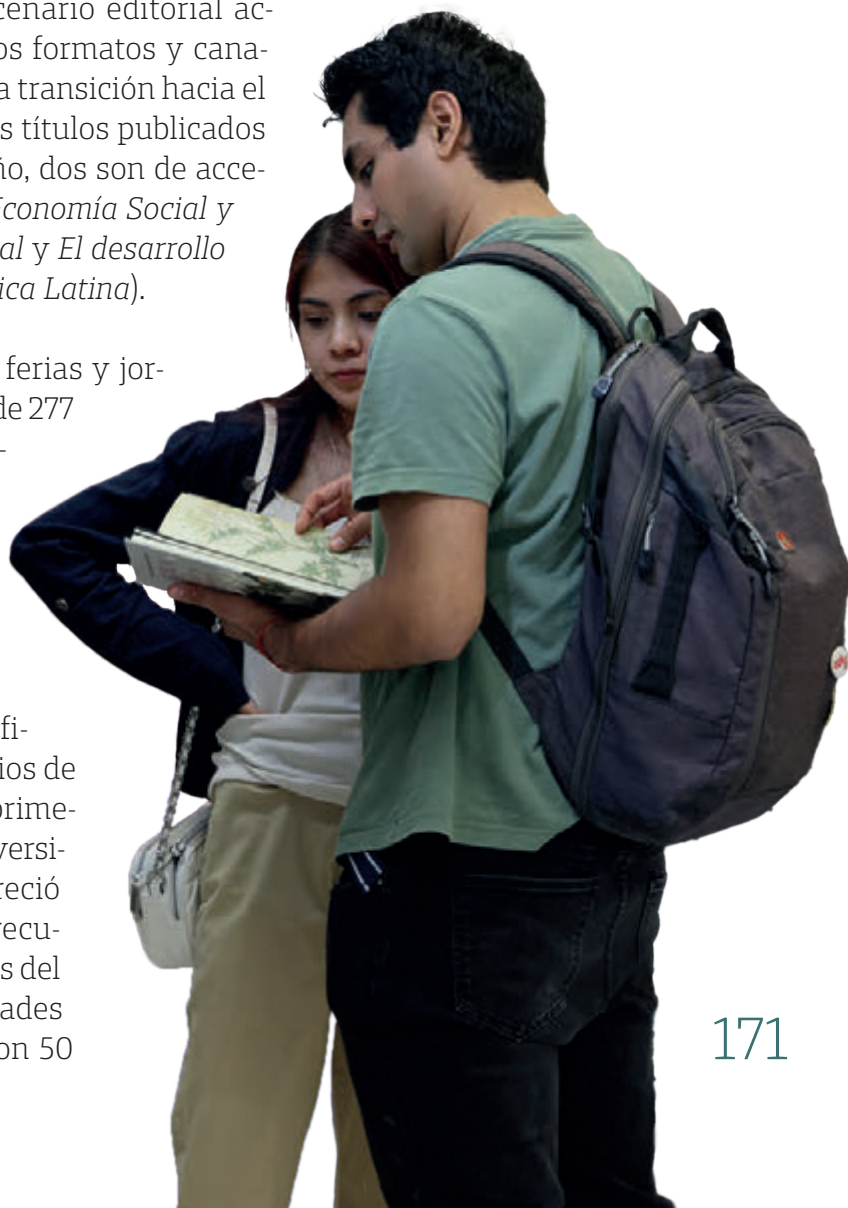 cenario editorial ac-
os formatos y cana-
a transición hacia el
s títulos publicados
ño, dos son de acce-
Economía Social y
al y El desarrollo
ica Latina).
ferias y jor-
de 277
-
fi-
ios de
prime-
versi-
reció
recu-
s del
ades
on 50
171